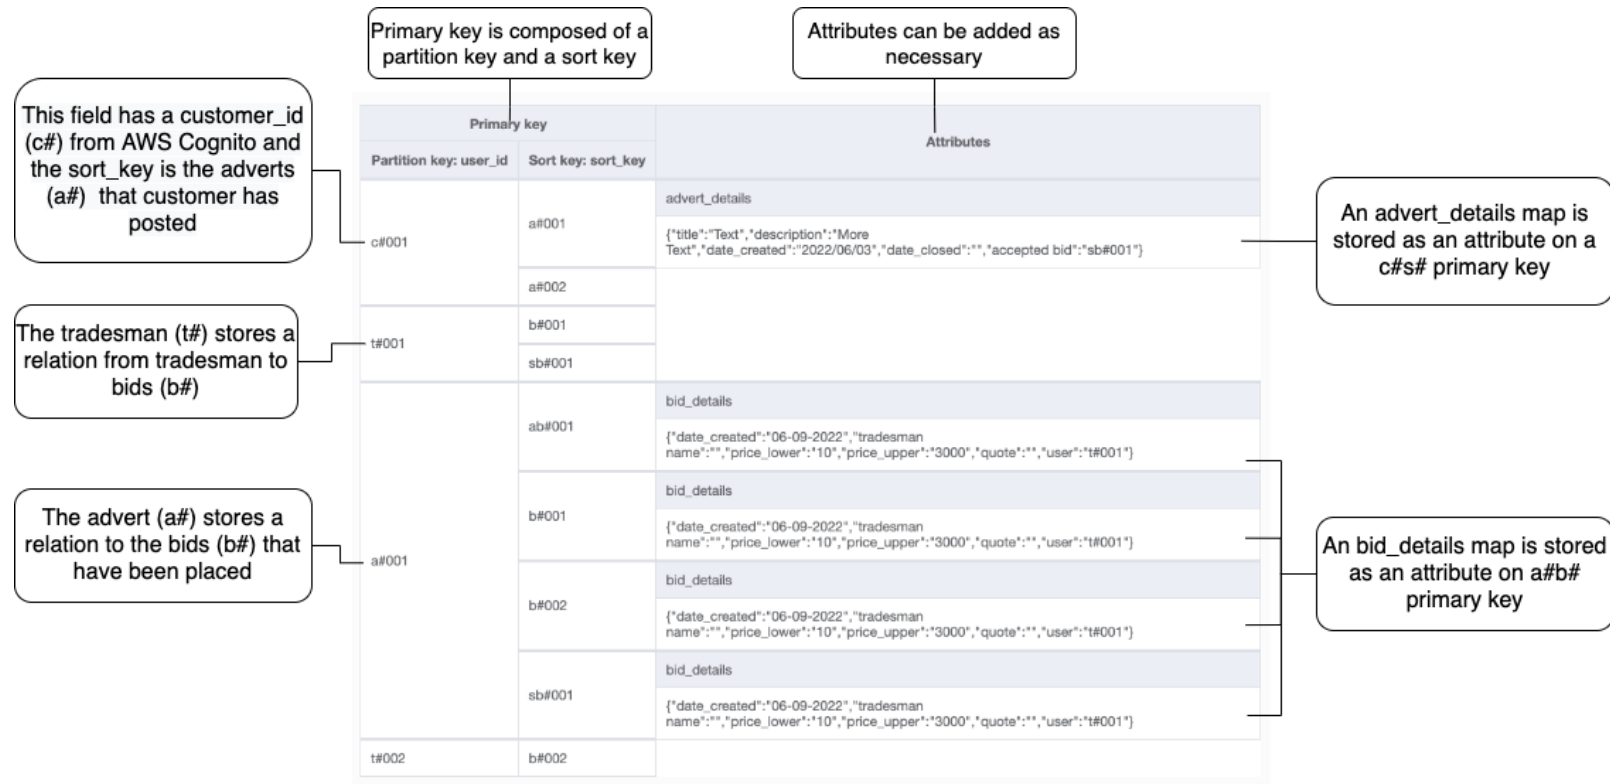 Primary key is composed of a
partition key and a sort key
Attributes can be added as
necessary
This field has a customer_id
(c#) from AWS Cognito and
the sort_key is the adverts
(a#) that customer has
posted
The tradesman (t#) stores a
relation from tradesman to
bids (b#)
The advert (a#) stores a
relation to the bids (b#) that
have been placed
Primary key
Attributes
Partition key: user_id
Sort key: sort_key
c#001
a#001
advert_details
{"title":"Text","description":"More
Text","date_created":"2022/06/03","date_closed":"","accepted bid":"sb#001"}
a#002
t#001
b#001
sb#001
a#001
ab#001
bid_details
{"date_created":"06-09-2022","tradesman
name":"","price_lower":"10","price_upper":"3000","quote":"","user":"t#001"}
b#001
bid_details
{"date_created":"06-09-2022","tradesman
name":"","price_lower":"10","price_upper":"3000","quote":"","user":"t#001"}
b#002
bid_details
{"date_created":"06-09-2022","tradesman
name":"","price_lower":"10","price_upper":"3000","quote":"","user":"t#001"}
sb#001
bid_details
{"date_created":"06-09-2022","tradesman
name":"","price_lower":"10","price_upper":"3000","quote":"","user":"t#001"}
t#002
b#002
An advert_details map is
stored as an attribute on a
c#s# primary key
An bid_details map is stored
as an attribute on a#b#
primary key